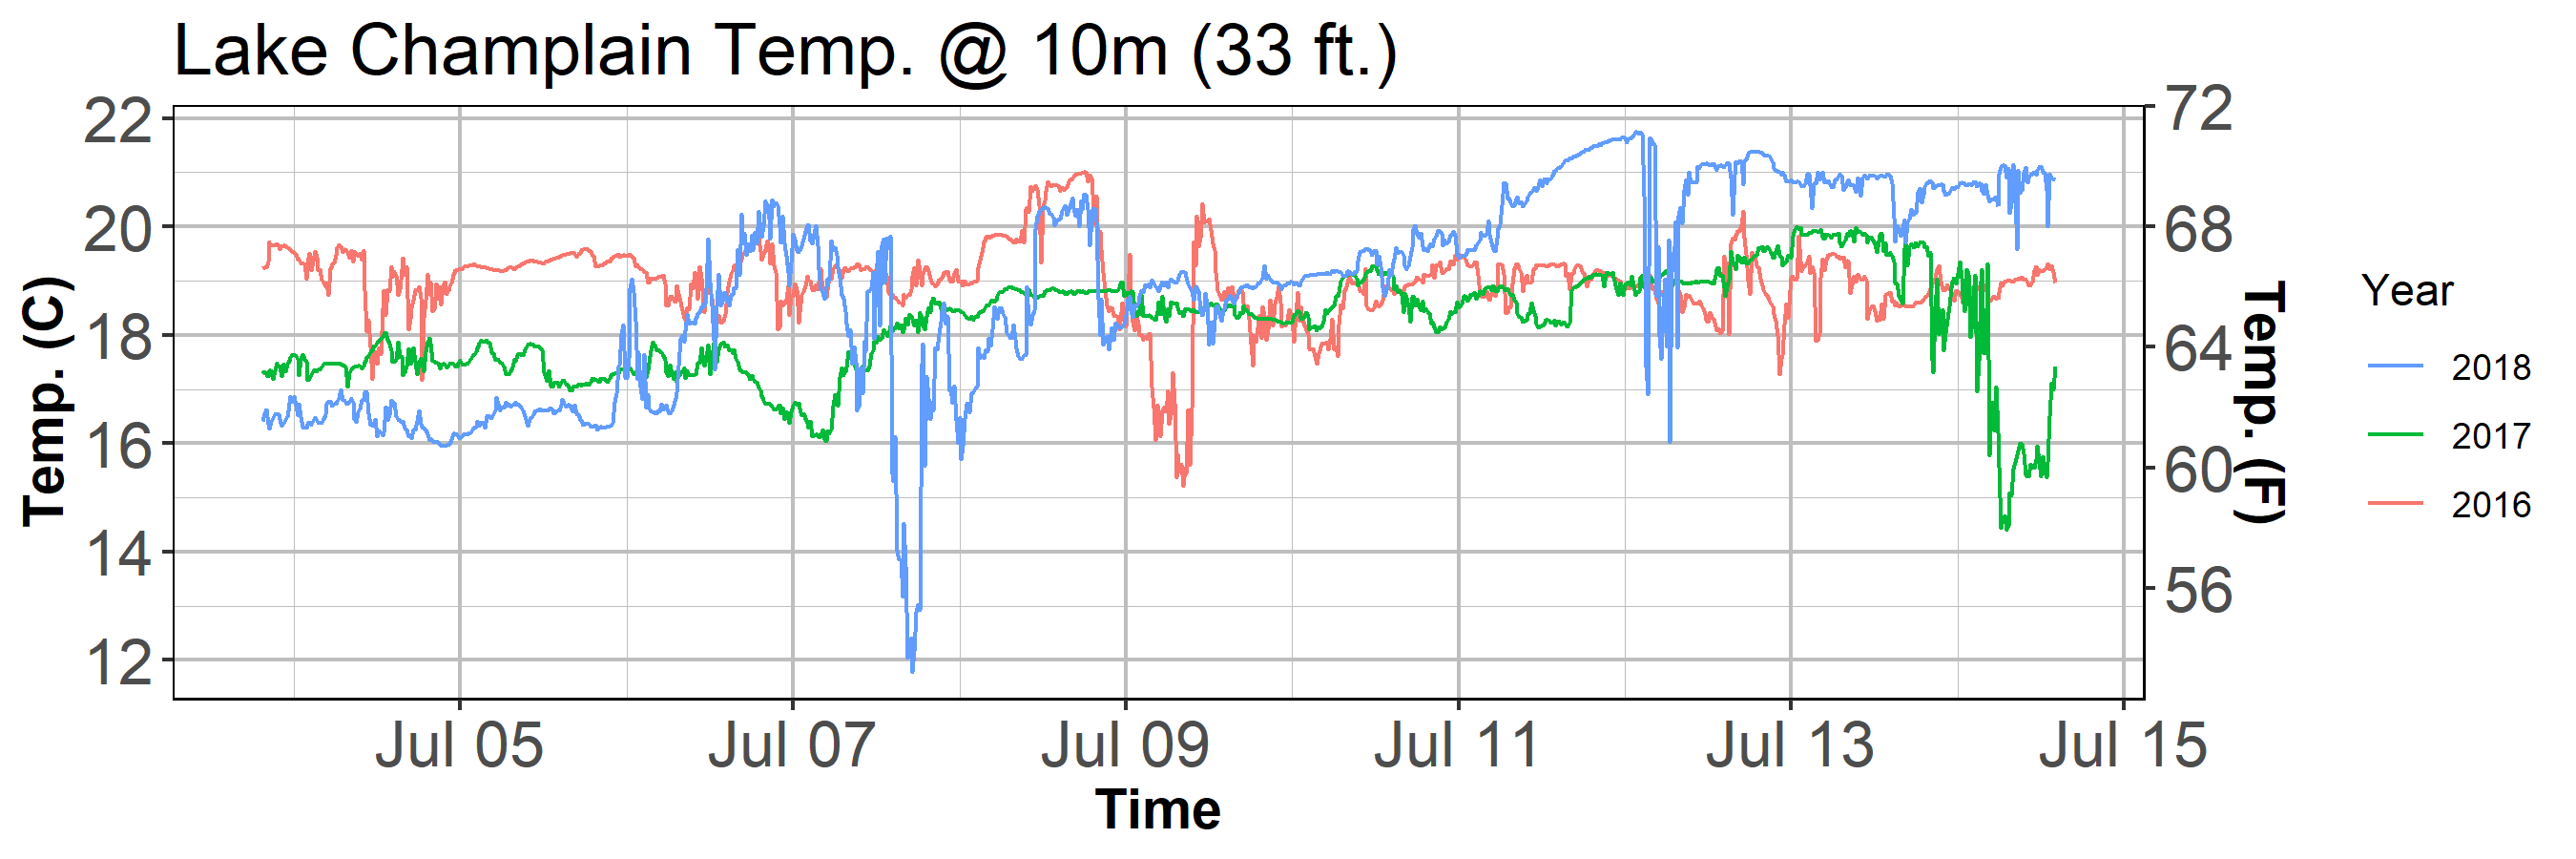 Lake Champlain Temp. @ 10m (33 ft.)
22
20
18
16
14
12
Temp. (C)
72
68
64
60
56
Temp. (F)
Jul 05 Jul 07 Jul 09 Jul 11 Jul 13 Jul 15
Time
Year
2018
2017
2016